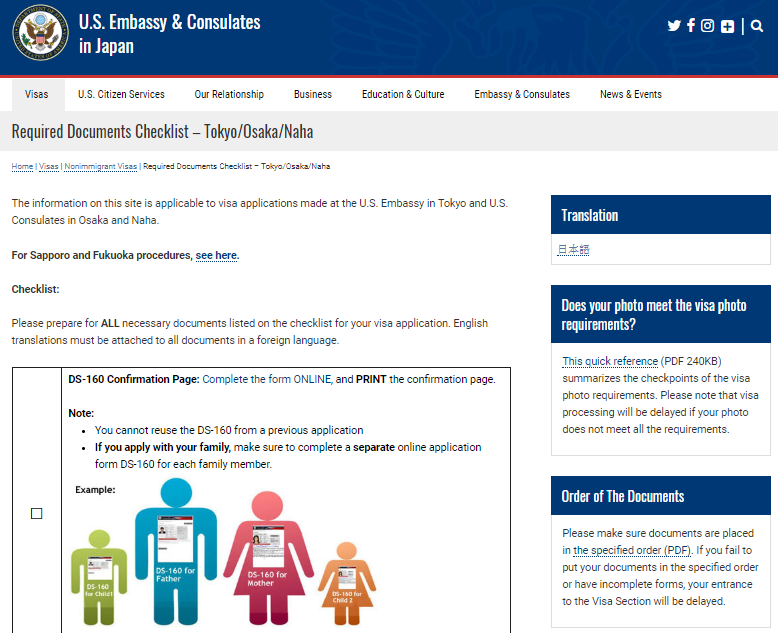 U.S. Embassy & Consulates
in Japan
Visas
U.S. Citizen Services
Our Relationship
Business
Education & Culture
Embassy & Consulates
News & Events
Required Documents Checklist – Tokyo/Osaka/Naha
Home | Visas | Nonimmigrant Visas | Required Documents Checklist – Tokyo/Osaka/Naha
The information on this site is applicable to visa applications made at the U.S. Embassy in Tokyo and U.S.
Consulates in Osaka and Naha.
For Sapporo and Fukuoka procedures, see here.
Checklist:
Please prepare for ALL necessary documents listed on the checklist for your visa application. English
translations must be attached to all documents in a foreign language.
DS-160 Confirmation Page: Complete the form ONLINE, and PRINT the confirmation page.
Note:
You cannot reuse the DS-160 from a previous application
If you apply with your family, make sure to complete a separate online application
form DS-160 for each family member.
Example:
DS-160
for Child1
DS-160 for
Father
DS-160 for
Mother
DS-160 for
Child 2
Translation
日本語
Does your photo meet the visa photo
requirements?
This quick reference (PDF 240KB)
summarizes the checkpoints of the visa
photo requirements. Please note that visa
processing will be delayed if your photo
does not meet all the requirements.
Order of The Documents
Please make sure documents are placed
in the specified order (PDF). If you fail to
put your documents in the specified order
or have incomplete forms, your entrance
to the Visa Section will be delayed.